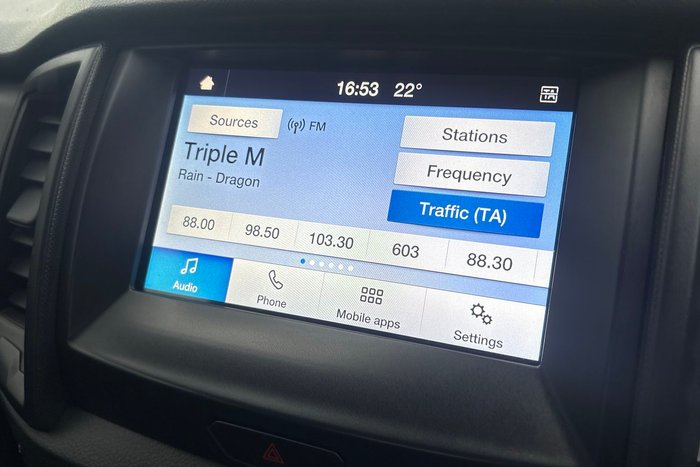 16:53 22°
TA
Sources
FM
Stations
Triple M
Rain - Dragon
Frequency
Traffic (TA)
88.00
98.50
103.30
603
88.30
Audio
Phone
Mobile apps
Settings